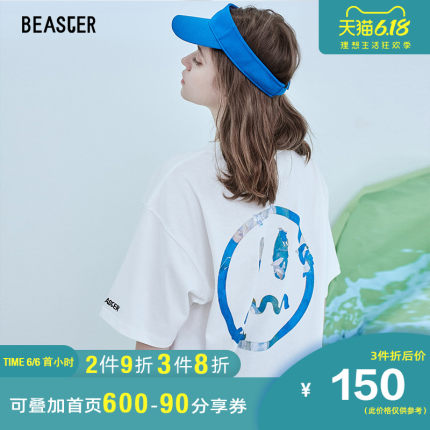 BEASTER
天猫6.18
理想生活狂欢季
TIME 6/6 首小时
2件9折 3件8折
可叠加首页600-90分享券
3件折后价
¥ 150
(此价格仅供参考)